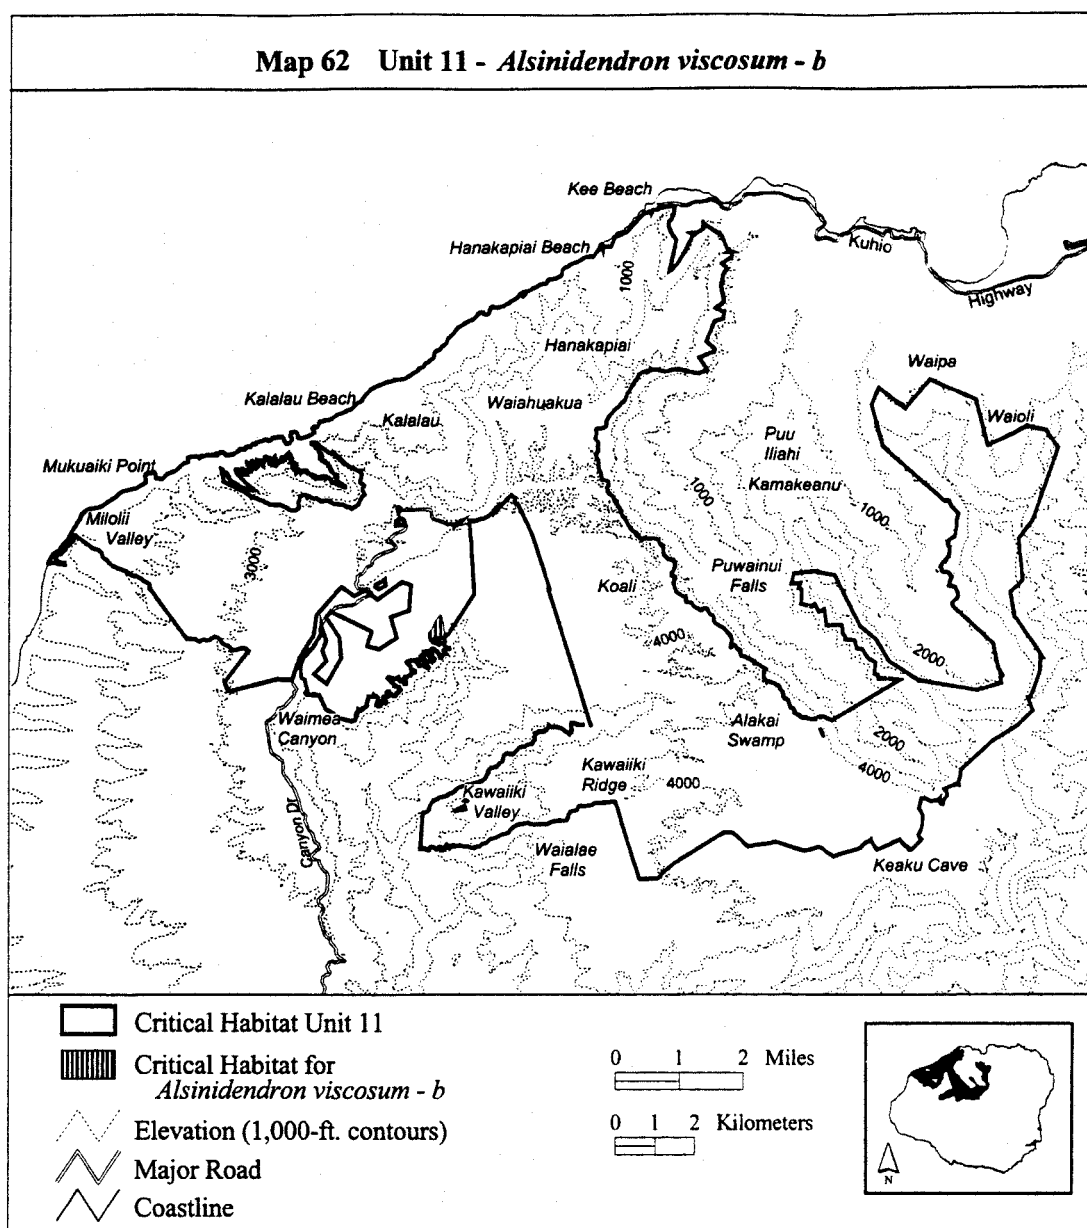 Map 62 Unit 11 - Alsinidendron viscosum - b
Kee Beach
Hanakapiai Beach
Kuhio
Highway
1000
Hanakapiai
Waipa
Kalalau Beach
Waiahuakua
Waioli
Kalalau
Puu
Iliahi
Mukuaiki Point
Kamakeanu
1000
1000
Milolii
Valley
3000
Koali
Puwainui
Falls
4000
2000
Waimea
Canyon
Alakai
Swamp
2000
4000
Kawaiiki
Ridge
4000
Kawaiiki
Valley
Canyon Dr
Waialae
Falls
Keaku Cave
Critical Habitat Unit 11
Critical Habitat for
Alsinidendron viscosum - b
Elevation (1,000-ft. contours)
Major Road
Coastline
0 1 2 Miles
0 1 2 Kilometers
N